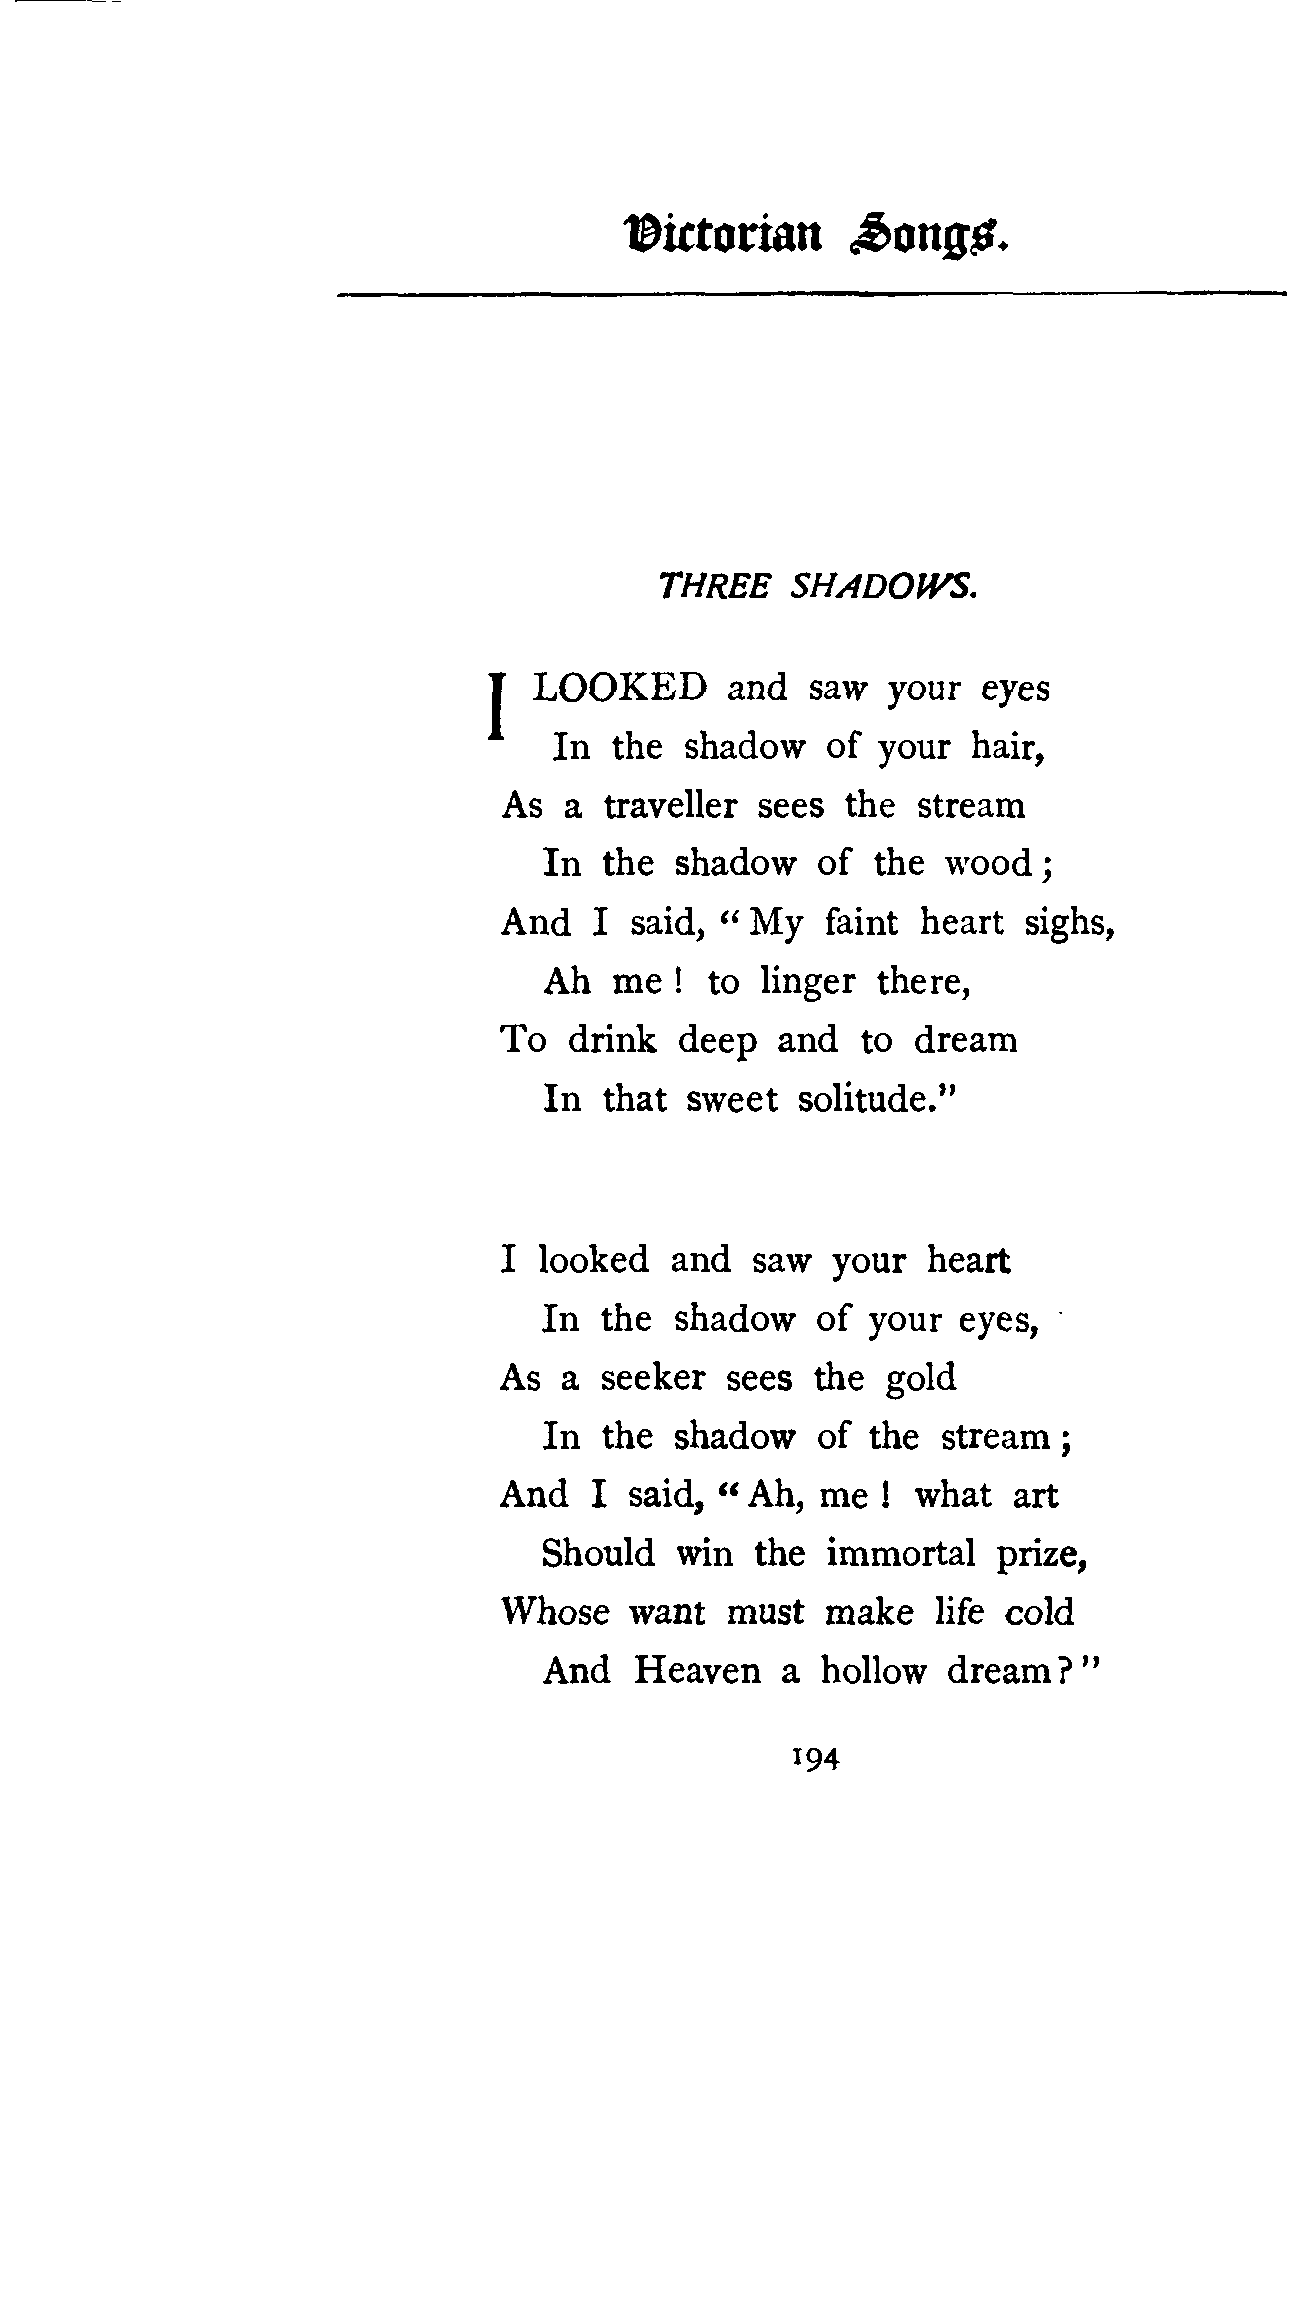 Victorian Songs.
THREE SHADOWS.
I LOOKED and saw your eyes
In the shadow of your hair,
As a traveller sees the stream
In the shadow of the wood ;
And I said, “ My faint heart sighs,
Ah me ! to linger there,
To drink deep and to dream
In that sweet solitude.”
I looked and saw your heart
In the shadow of your eyes,
As a seeker sees the gold
In the shadow of the stream ;
And I said, “ Ah, me ! what art
Should win the immortal prize,
Whose want must make life cold
And Heaven a hollow dream ? ”
194